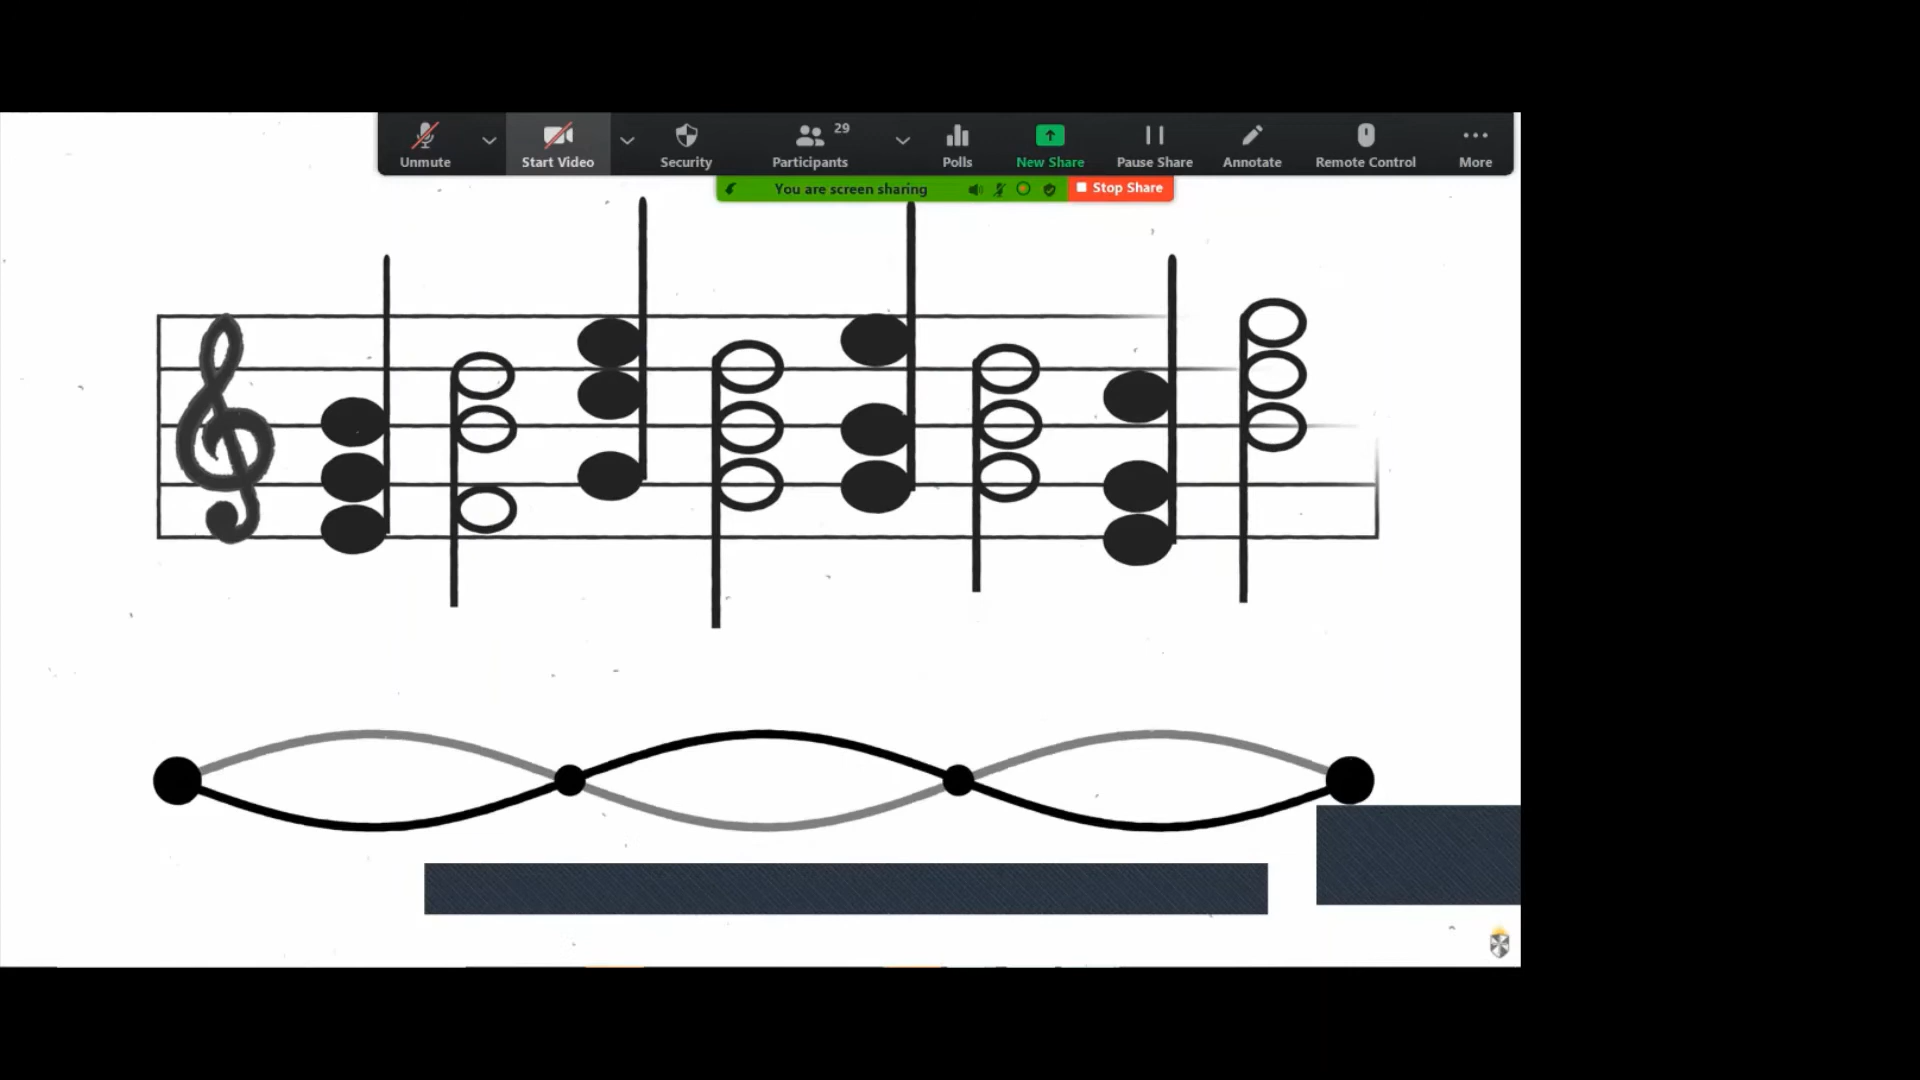 29
Unmute
Start Video
Security
Participants
Polls
New Share
Pause Share
Annotate
Remote Control
More
You are screen sharing
Stop Share